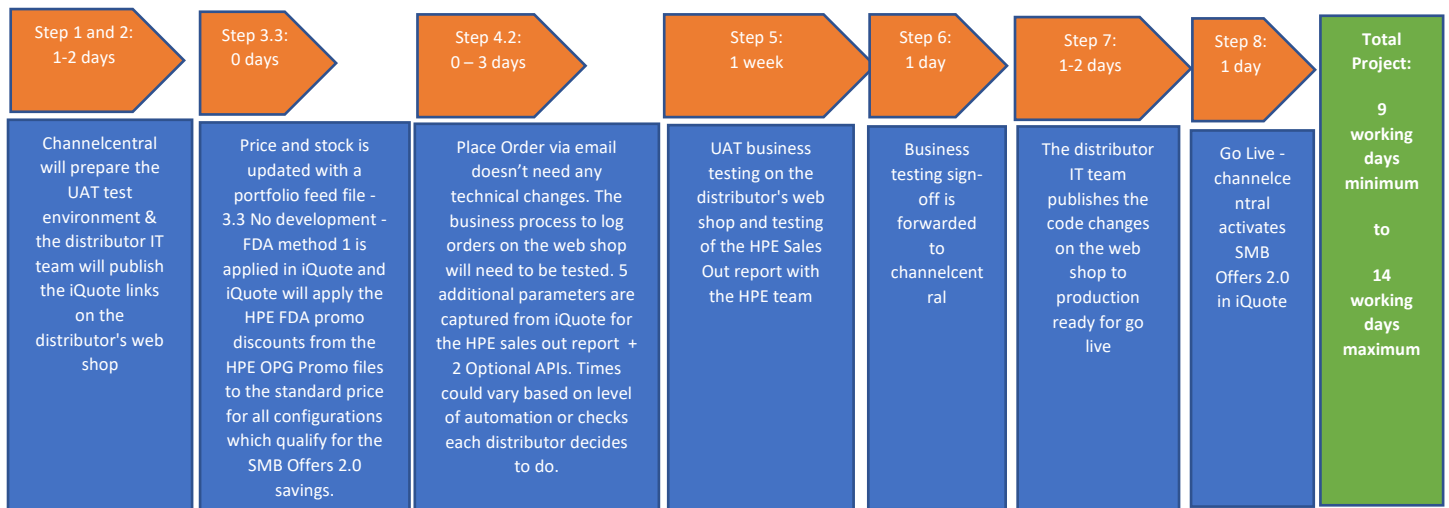 Step 1 and 2:
1-2 days
Channelcentral
will prepare the
UAT test
environment &
the distributor IT
team will publish
the iQuote links
on the
distributor's web
shop
Step 3.3:
0 days
Price and stock is
updated with a
portfolio feed file -
3.3 No development -
FDA method 1 is
applied in iQuote and
iQuote will apply the
HPE FDA promo
discounts from the
HPE OPG Promo files
to the standard price
for all configurations
which qualify for the
SMB Offers 2.0
savings.
Step 4.2:
0 – 3 days
Place Order via email
doesn’t need any
technical changes. The
business process to log
orders on the web shop
will need to be tested. 5
additional parameters are
captured from iQuote for
the HPE sales out report +
2 Optional APIs. Times
could vary based on level
of automation or checks
each distributor decides
to do.
Step 5:
1 week
UAT business
testing on the
distributor's web
shop and testing
of the HPE Sales
Out report with
the HPE team
Step 6:
1 day
Business
testing sign-
off is
forwarded
to
channelcent
ral
Step 7:
1-2 days
The distributor
IT team
publishes the
code changes
on the web
shop to
production
ready for go
live
Step 8:
1 day
Go Live -
channelce
ntral
activates
SMB
Offers 2.0
in iQuote
Total
Project:
9
working
days
minimum
to
14
working
days
maximum